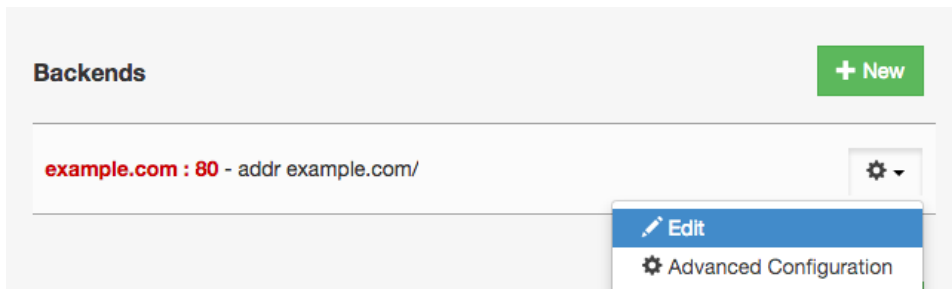 Backends
+ New
example.com : 80 - addr example.com/
Edit
Advanced Configuration